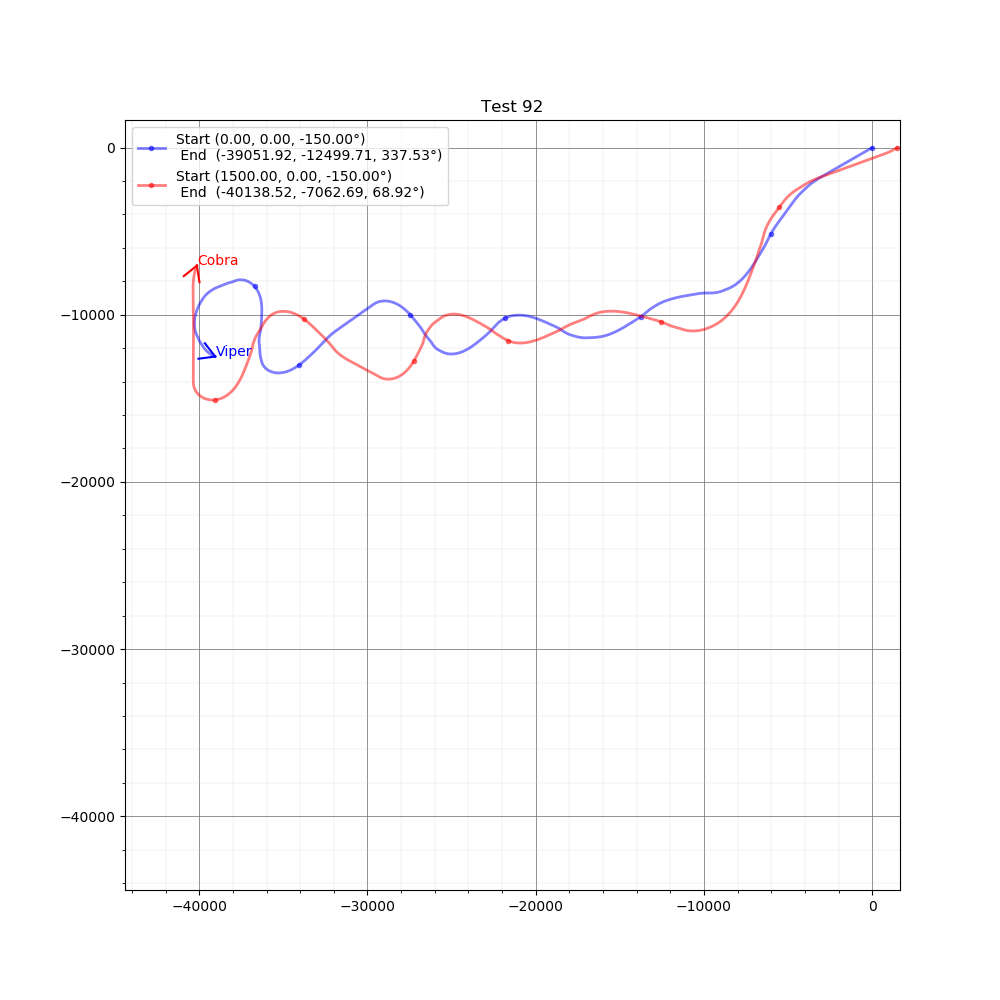 Test 92
Start (0.00, 0.00, -150.00°)
End (-39051.92, -12499.71, 337.53°)
Start (1500.00, 0.00, -150.00°)
End (-40138.52, -7062.69, 68.92°)
0
−10000
−20000
−30000
−40000
Cobra
Viper
−40000
−30000
−20000
−10000
0